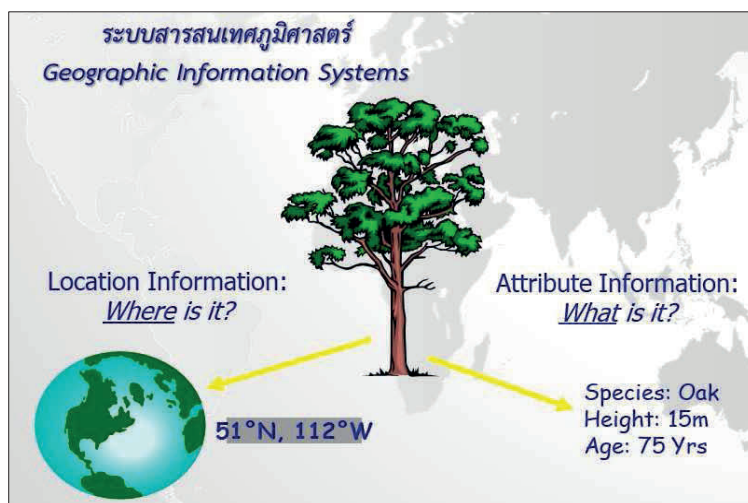 ระบบสารสนเทศภูมิศาสตร์
Geographic Information Systems
Location Information:
Where is it?
Attribute Information:
What is it?
51°N, 112°W
Species: Oak
Height: 15m
Age: 75 Yrs